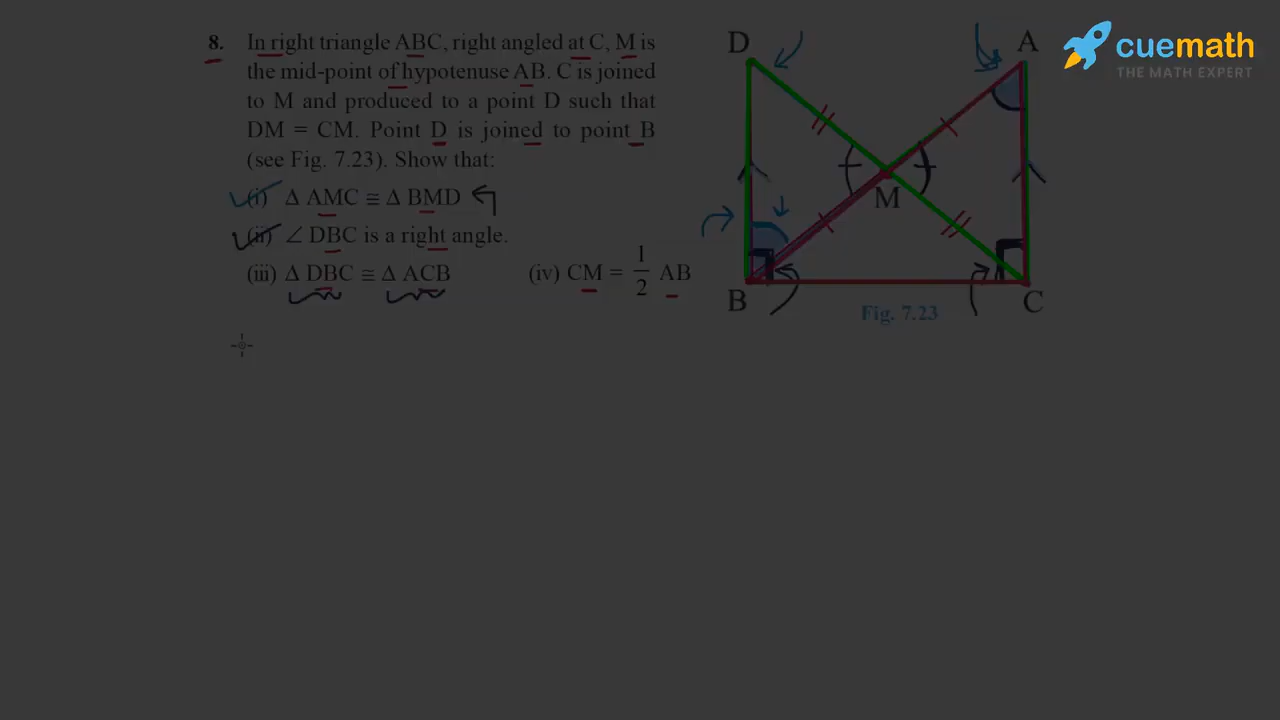 8. In right triangle ABC, right angled at C, M is
the mid-point of hypotenuse AB. C is joined
to M and produced to a point D such that
DM = CM. Point D is joined to point B
(see Fig. 7.23). Show that:
(i) Δ AMC ≅ Δ BMD
(ii) ∠ DBC is a right angle.
(iii) Δ DBC ≅ Δ ACB (iv) CM = 1/2 AB
D A
M
B C
Fig. 7.23
cuemath
THE MATH EXPERT